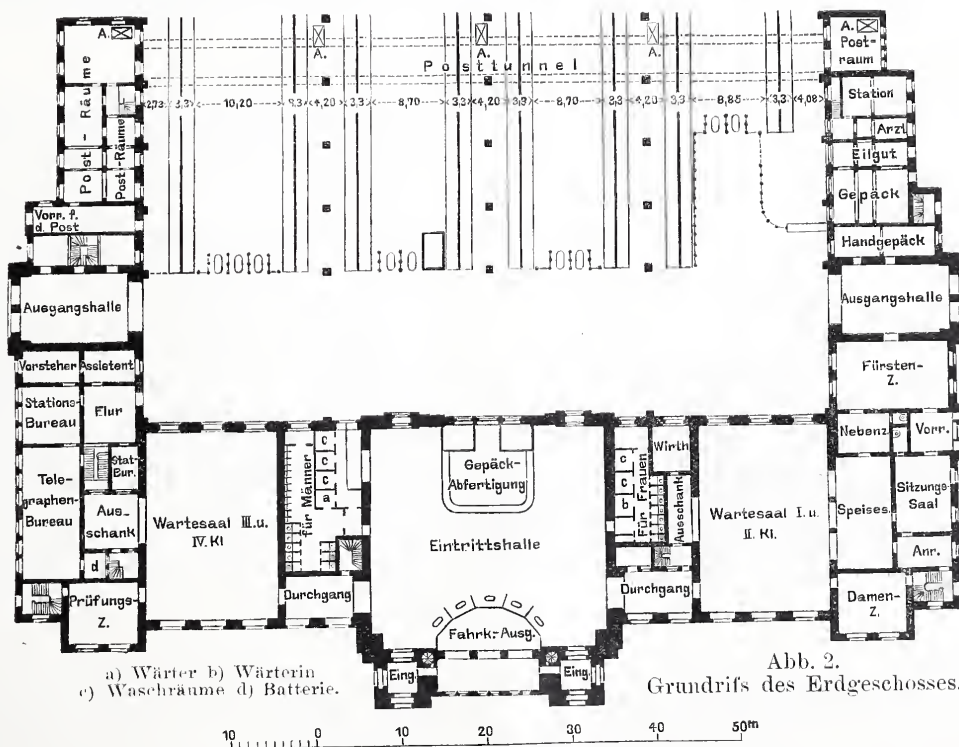 A.
A.
A.
A.
A.
Post-
raum
Posttunnel
Post-Räume
Post-Räume
2,73 3,3 10,20 3,3 4,20 3,3 8,70 3,3 4,20 3,3 8,70 3,3 4,20 3,3 8,85 3,3 4,08
Station
Arzt
Eilgut
Gepäck
Handgepäck
Vorr. f.
d. Post
Ausgangshalle
Ausgangshalle
Vorsteher
Assistent
Stations-
Bureau
Flur
Stat-
Bur.
Tele-
graphen-
Bureau
Aus-
schank
d
Prüfungs-
Z.
Wartesaal III. u.
IV. Kl
für Männer
c
c
c
a
Durchgang
Gepäck-
Abfertigung
Eintrittshalle
Fahrk.-Ausg.
Eing.
Eing.
c
c
b
für Frauen
Wirth
Ausschank
Durchgang
Wartesaal I. u.
II. Kl.
Fürsten-
Z.
Nebenz.
Vorr.
Speises.
Sitzungs-
Saal
Anr.
Damen-
Z.
a) Wärter b) Wärterin
c) Waschräume d) Batterie.
Abb. 2.
Grundriſs des Erdgeschosses.
10 0 10 20 30 40 50m